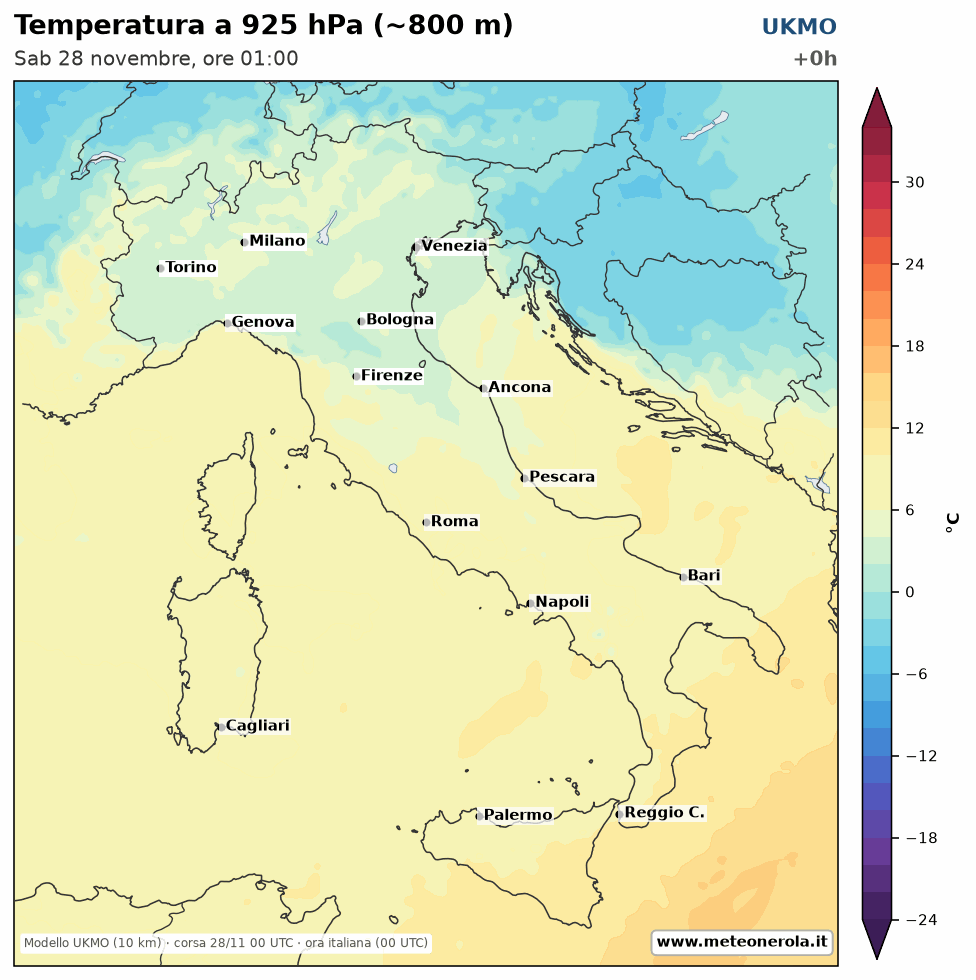 Temperatura a 925 hPa (~800 m)
UKMO
Sab 28 novembre, ore 01:00
+0h
Milano
Venezia
Torino
Genova
Bologna
Firenze
Ancona
Pescara
Roma
Bari
Napoli
Cagliari
Palermo
Reggio C.
30
24
18
12
6
0
−6
−12
−18
−24
°C
Modello UKMO (10 km) · corsa 28/11 00 UTC · ora italiana (00 UTC)
www.meteonerola.it